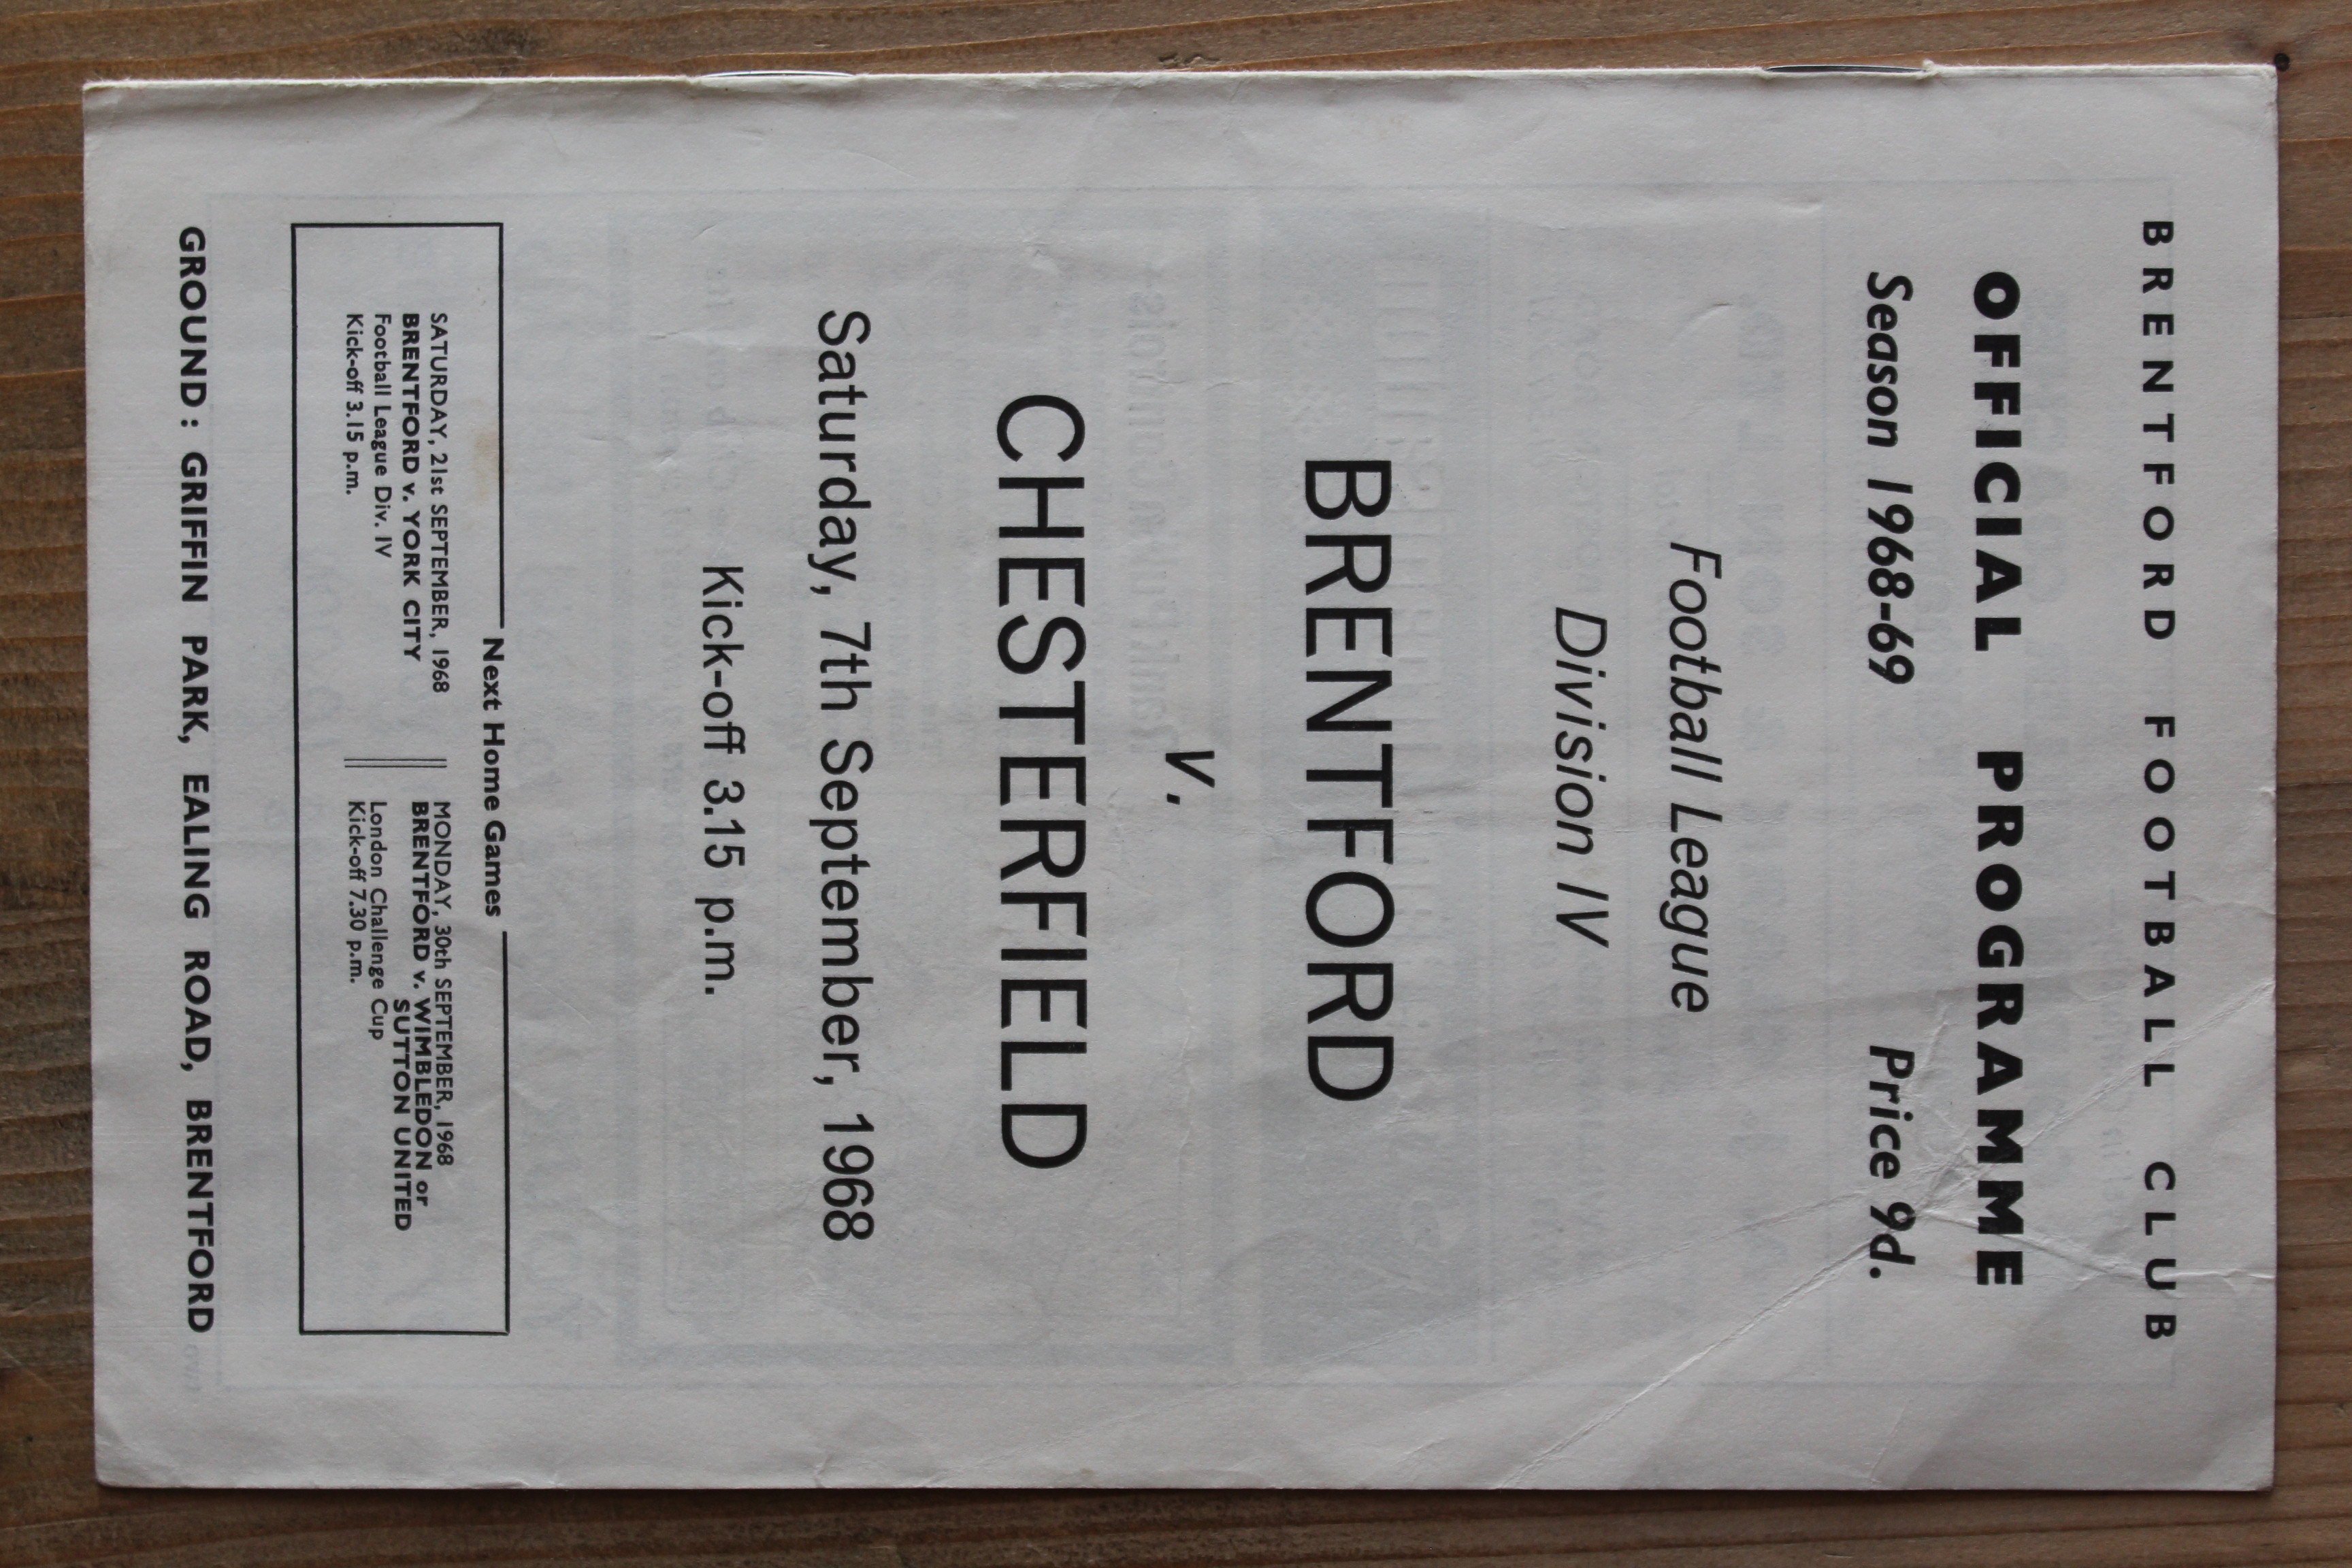 BRENTFORD FOOTBALL CLUB
OFFICIAL PROGRAMME
Season 1968-69 Price 9d.
Football League
Division IV
BRENTFORD
v.
CHESTERFIELD
Saturday, 7th September, 1968
Kick-off 3.15 p.m.
Next Home Games
SATURDAY, 21st SEPTEMBER, 1968
BRENTFORD v. YORK CITY
Football League Div. IV
Kick-off 3.15 p.m.
MONDAY, 30th SEPTEMBER, 1968
BRENTFORD v. WIMBLEDON or
SUTTON UNITED
London Challenge Cup
Kick-off 7.30 p.m.
GROUND : GRIFFIN PARK, EALING ROAD, BRENTFORD